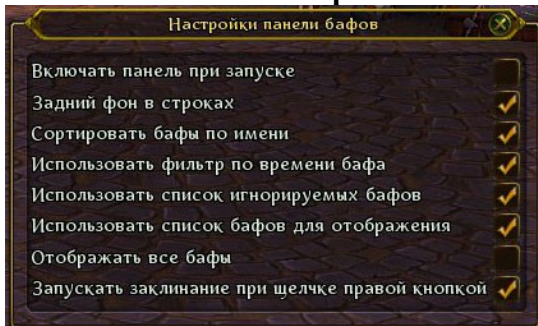 Настройки панели бафов
Включать панель при запуске
Задний фон в строках
Сортировать бафы по имени
Использовать фильтр по времени бафа
Использовать список игнорируемых бафов
Использовать список бафов для отображения
Отображать все бафы
Запускать заклинание при щелчке правой кнопкой